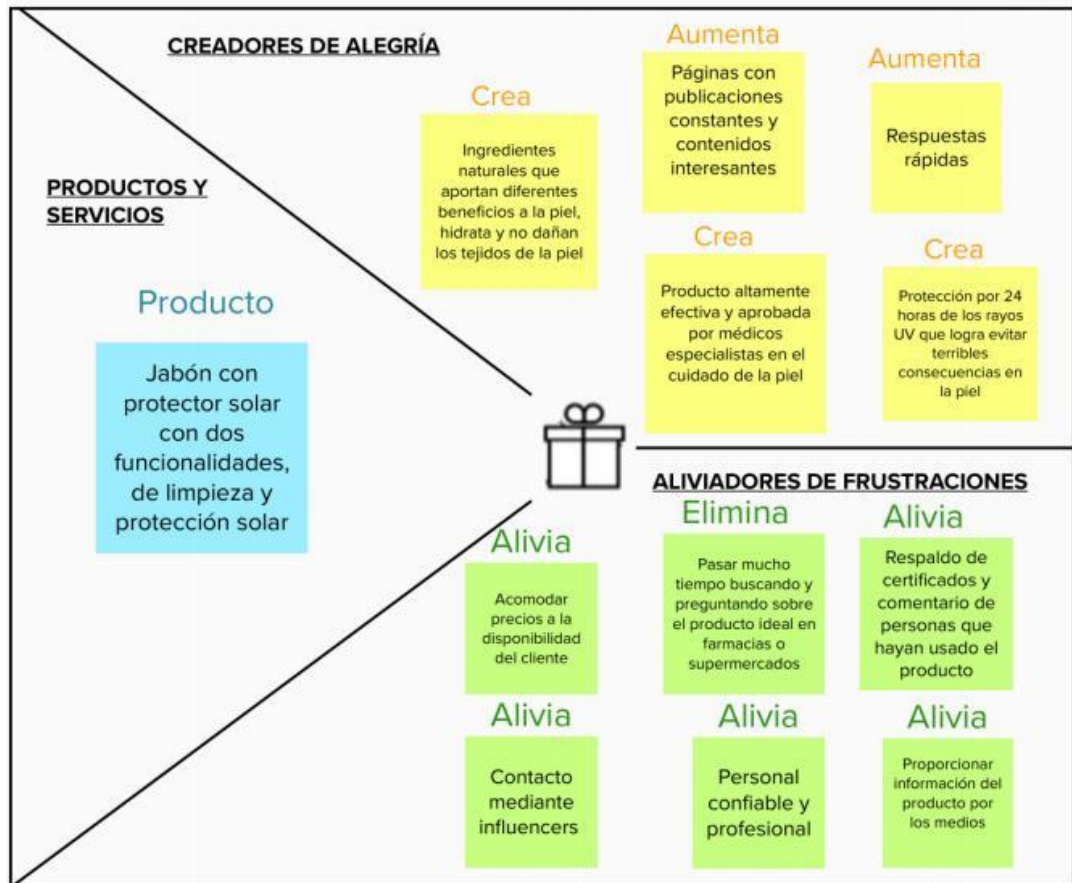 CREADORES DE ALEGRÍA
Crea
Ingredientes
naturales que
aportan diferentes
beneficios a la piel,
hidrata y no dañan
los tejidos de la piel
Aumenta
Páginas con
publicaciones
constantes y
contenidos
interesantes
Aumenta
Respuestas
rápidas
Crea
Producto altamente
efectiva y aprobada
por médicos
especialistas en el
cuidado de la piel
Crea
Protección por 24
horas de los rayos
UV que logra evitar
terribles
consecuencias en
la piel
PRODUCTOS Y
SERVICIOS
Producto
Jabón con
protector solar
con dos
funcionalidades,
de limpieza y
protección solar
ALIVIADORES DE FRUSTRACIONES
Alivia
Acomodar
precios a la
disponibilidad
del cliente
Elimina
Pasar mucho
tiempo buscando y
preguntando sobre
el producto ideal en
farmacias o
supermercados
Alivia
Respaldo de
certificados y
comentario de
personas que
hayan usado el
producto
Alivia
Contacto
mediante
influencers
Alivia
Personal
confiable y
profesional
Alivia
Proporcionar
información del
producto por
los medios